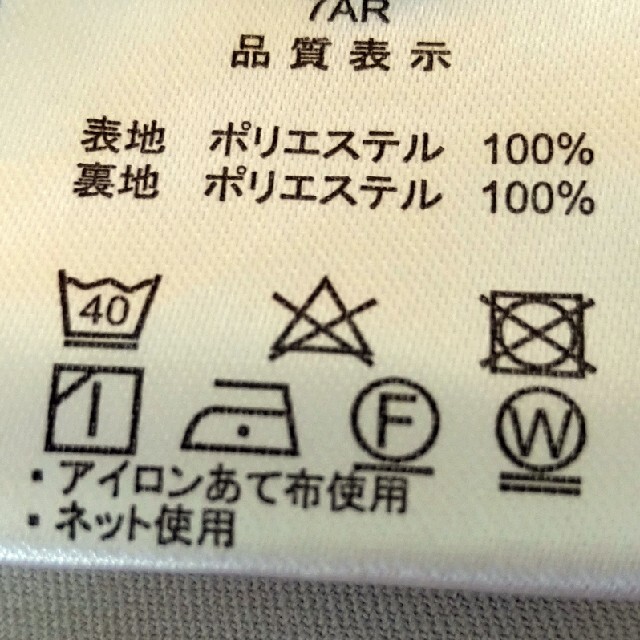 7AR
品質表示
表地 ポリエステル 100%
裏地 ポリエステル 100%
40
F W
・アイロンあて布使用
・ネット使用